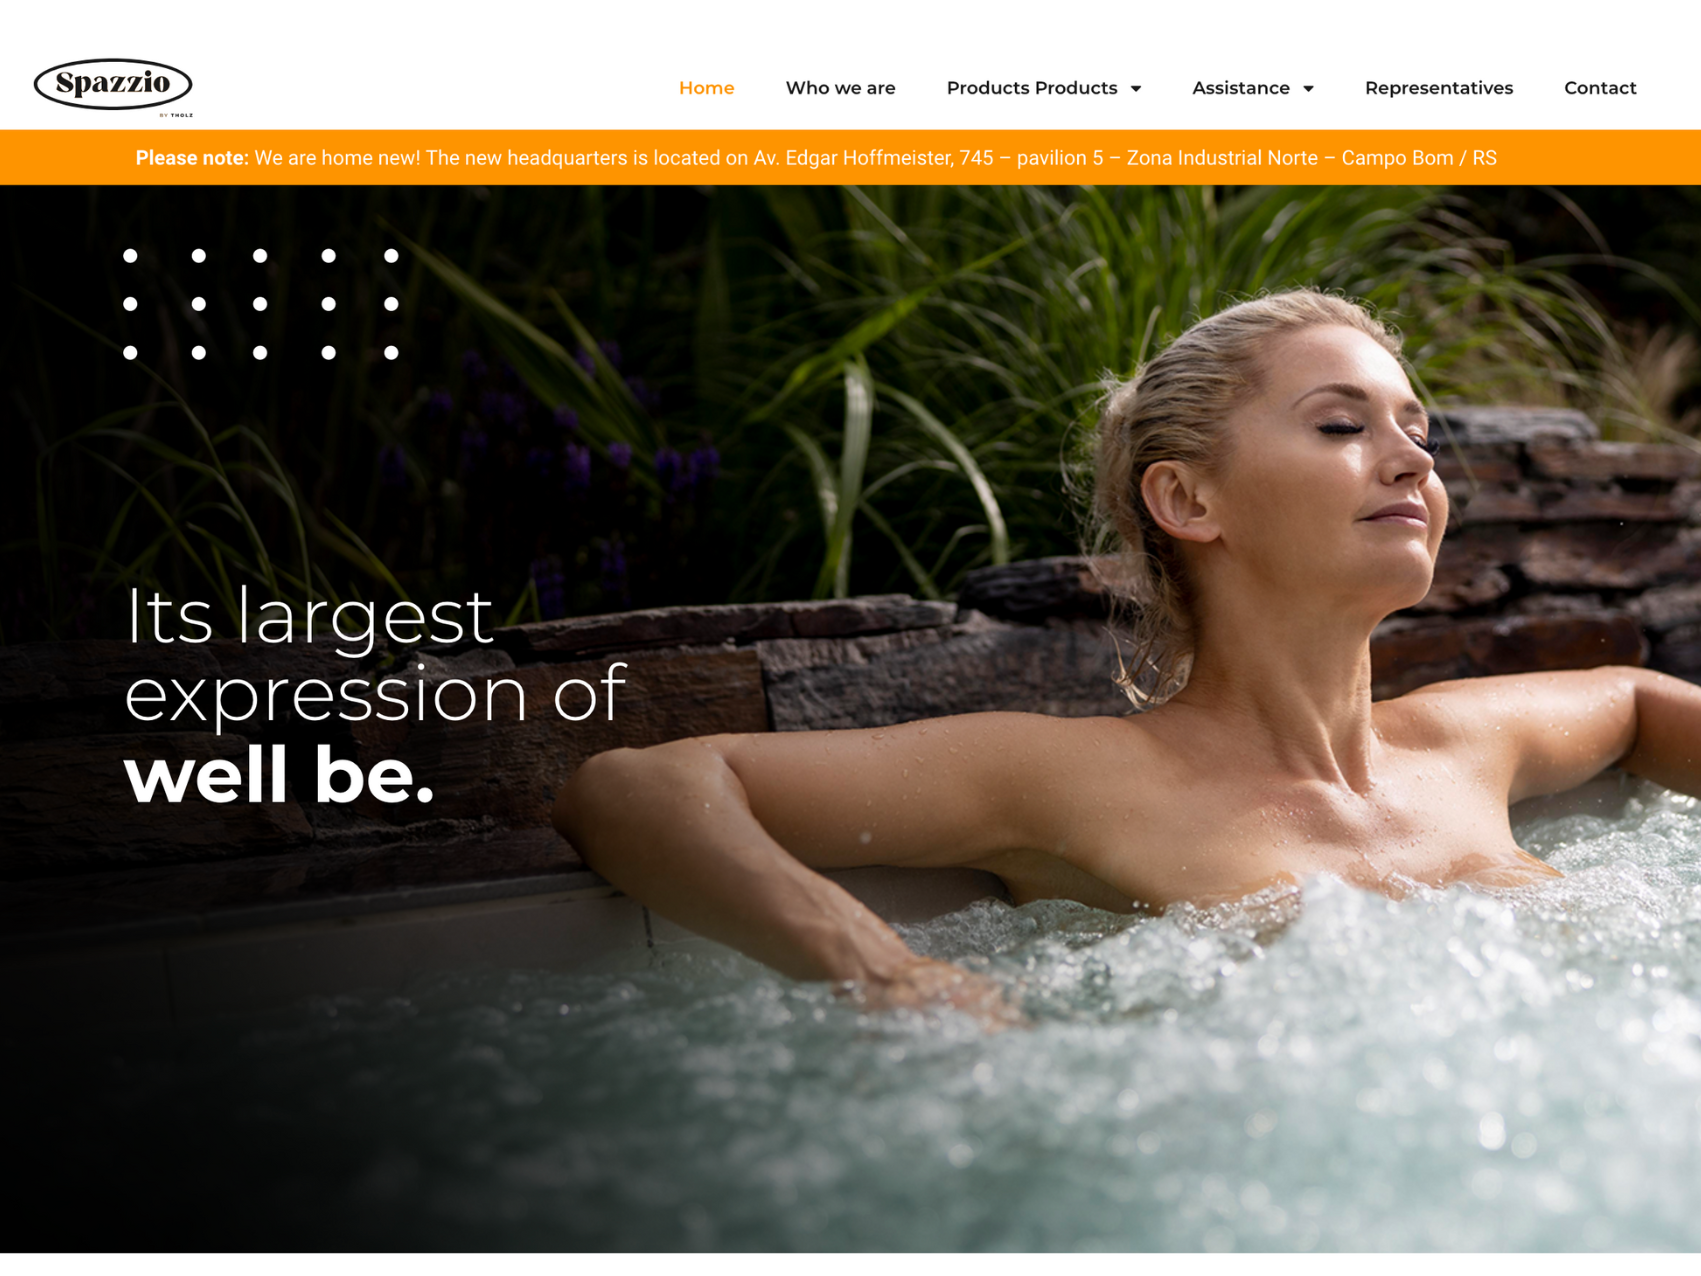 Spazzio
BY THOLZ
Home Who we are Products Products Assistance Representatives Contact
Please note: We are home new! The new headquarters is located on Av. Edgar Hoffmeister, 745 – pavilion 5 – Zona Industrial Norte – Campo Bom / RS
Its largest
expression of
well be.